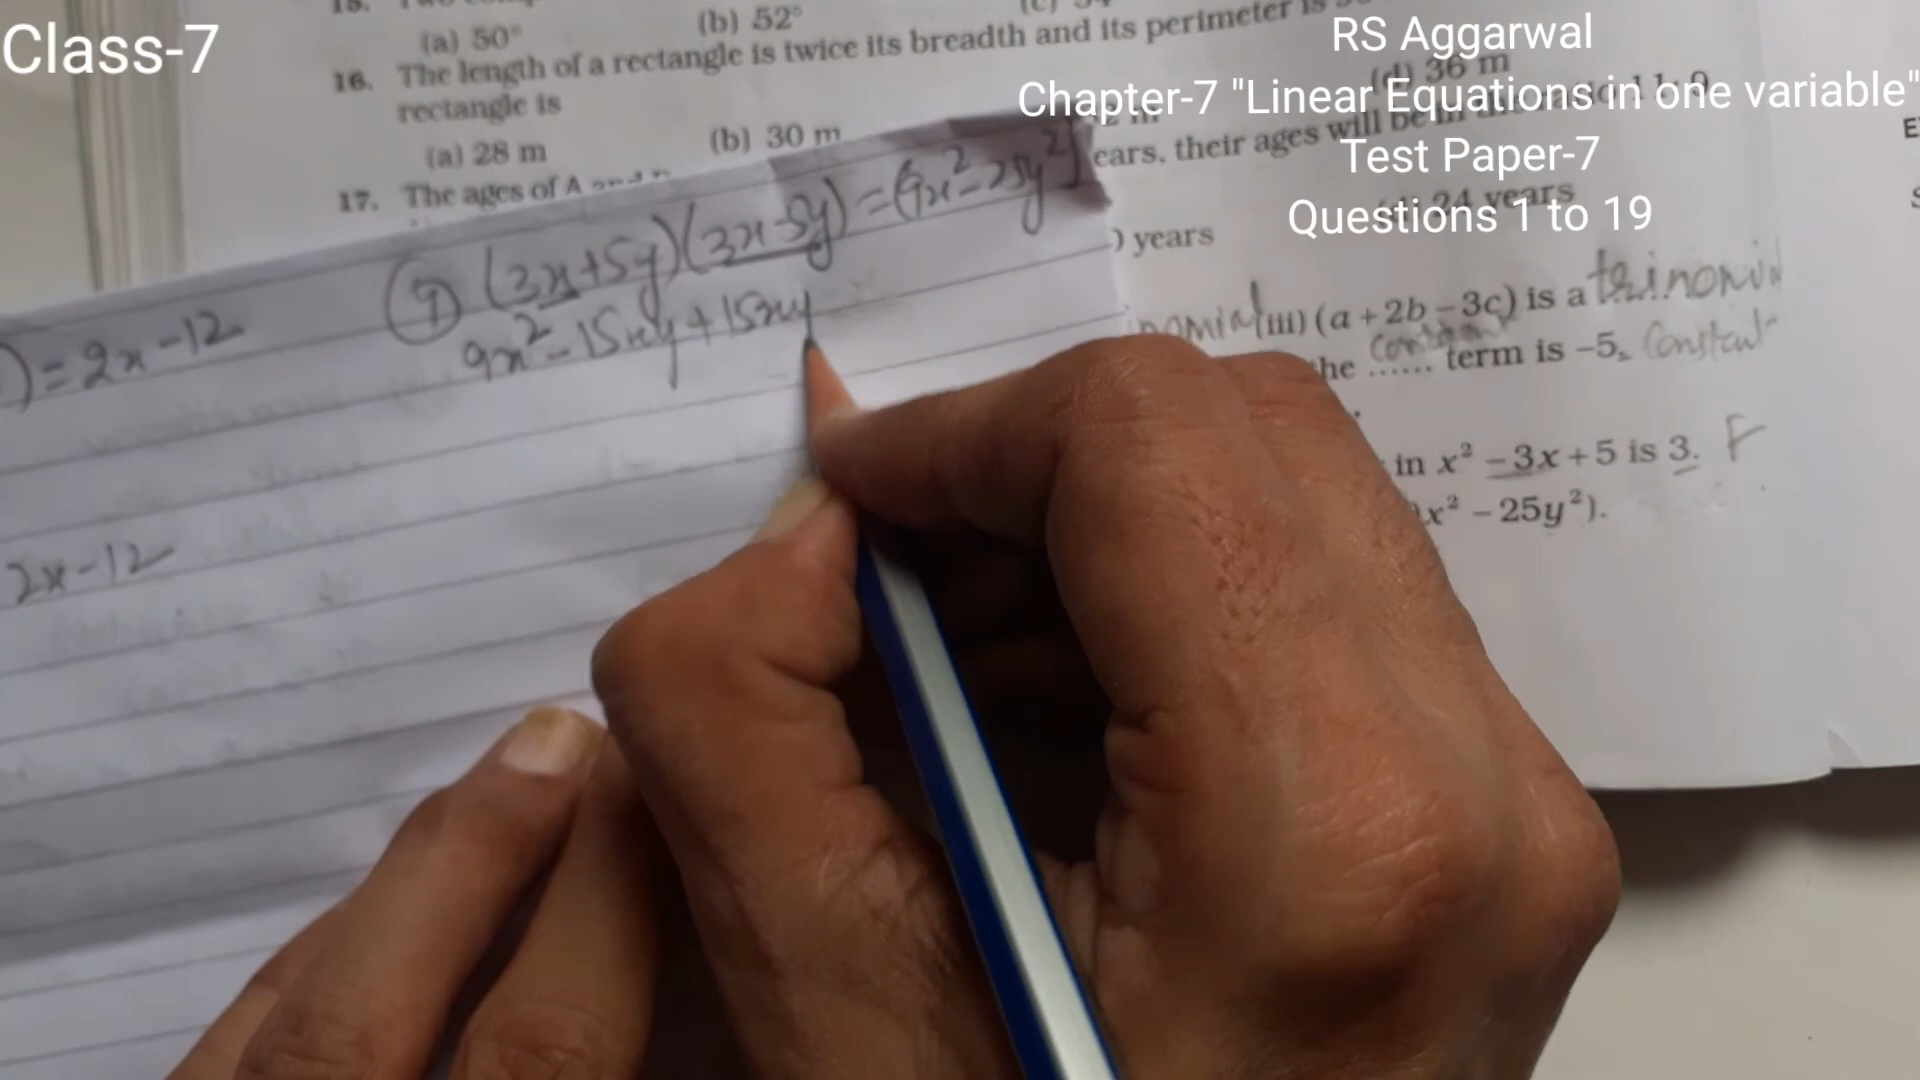 Class-7
RS Aggarwal
Chapter-7 "Linear Equations in one variable"
Test Paper-7
Questions 1 to 19
(a) 50° (b) 52°
16. The length of a rectangle is twice its breadth and its perimeter is
rectangle is
(a) 28 m (b) 30 m (d) 36 m
17. The ages of A ears, their ages will be
24 years
) years
(3x+5y)(3x-5y) = (9x²-25y²)
9x²-15xy+15xy
) = 2x-12
2x-12
iii) (a + 2b - 3c) is a trinomial
he ...... term is -5. Constant
in x² - 3x + 5 is 3. F
x² - 25y²).